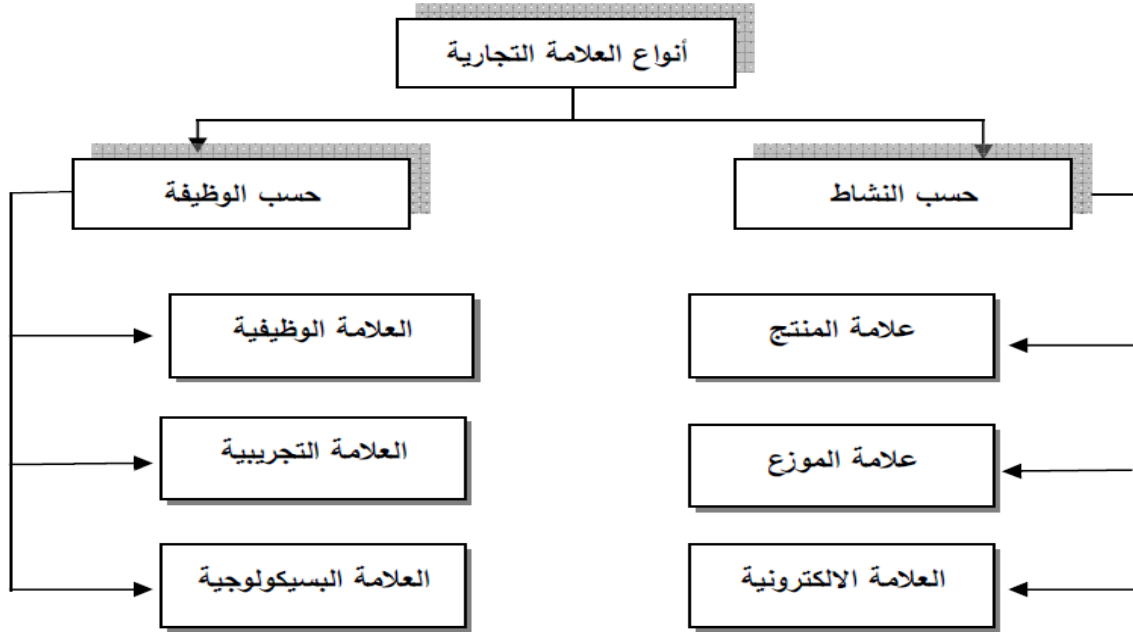 أنواع العلامة التجارية
حسب النشاط
حسب الوظيفة
علامة المنتج
العلامة الوظيفية
علامة الموزع
العلامة التجريبية
العلامة الالكترونية
العلامة البسيكولوجية